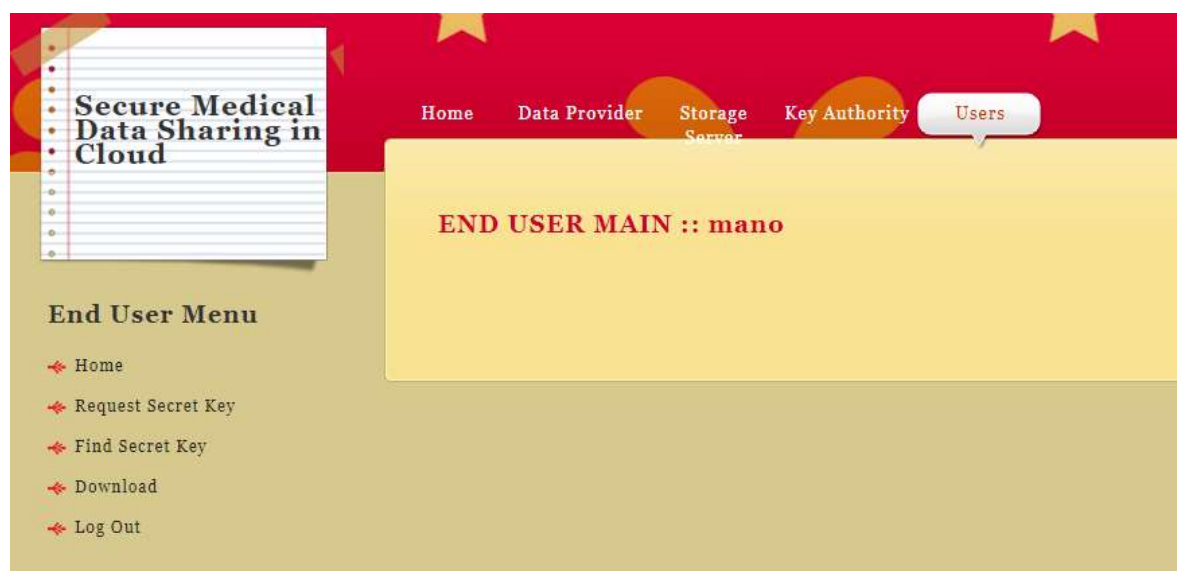 Secure Medical
Data Sharing in
Cloud
Home Data Provider Storage Server Key Authority Users
END USER MAIN :: mano
End User Menu
Home
Request Secret Key
Find Secret Key
Download
Log Out